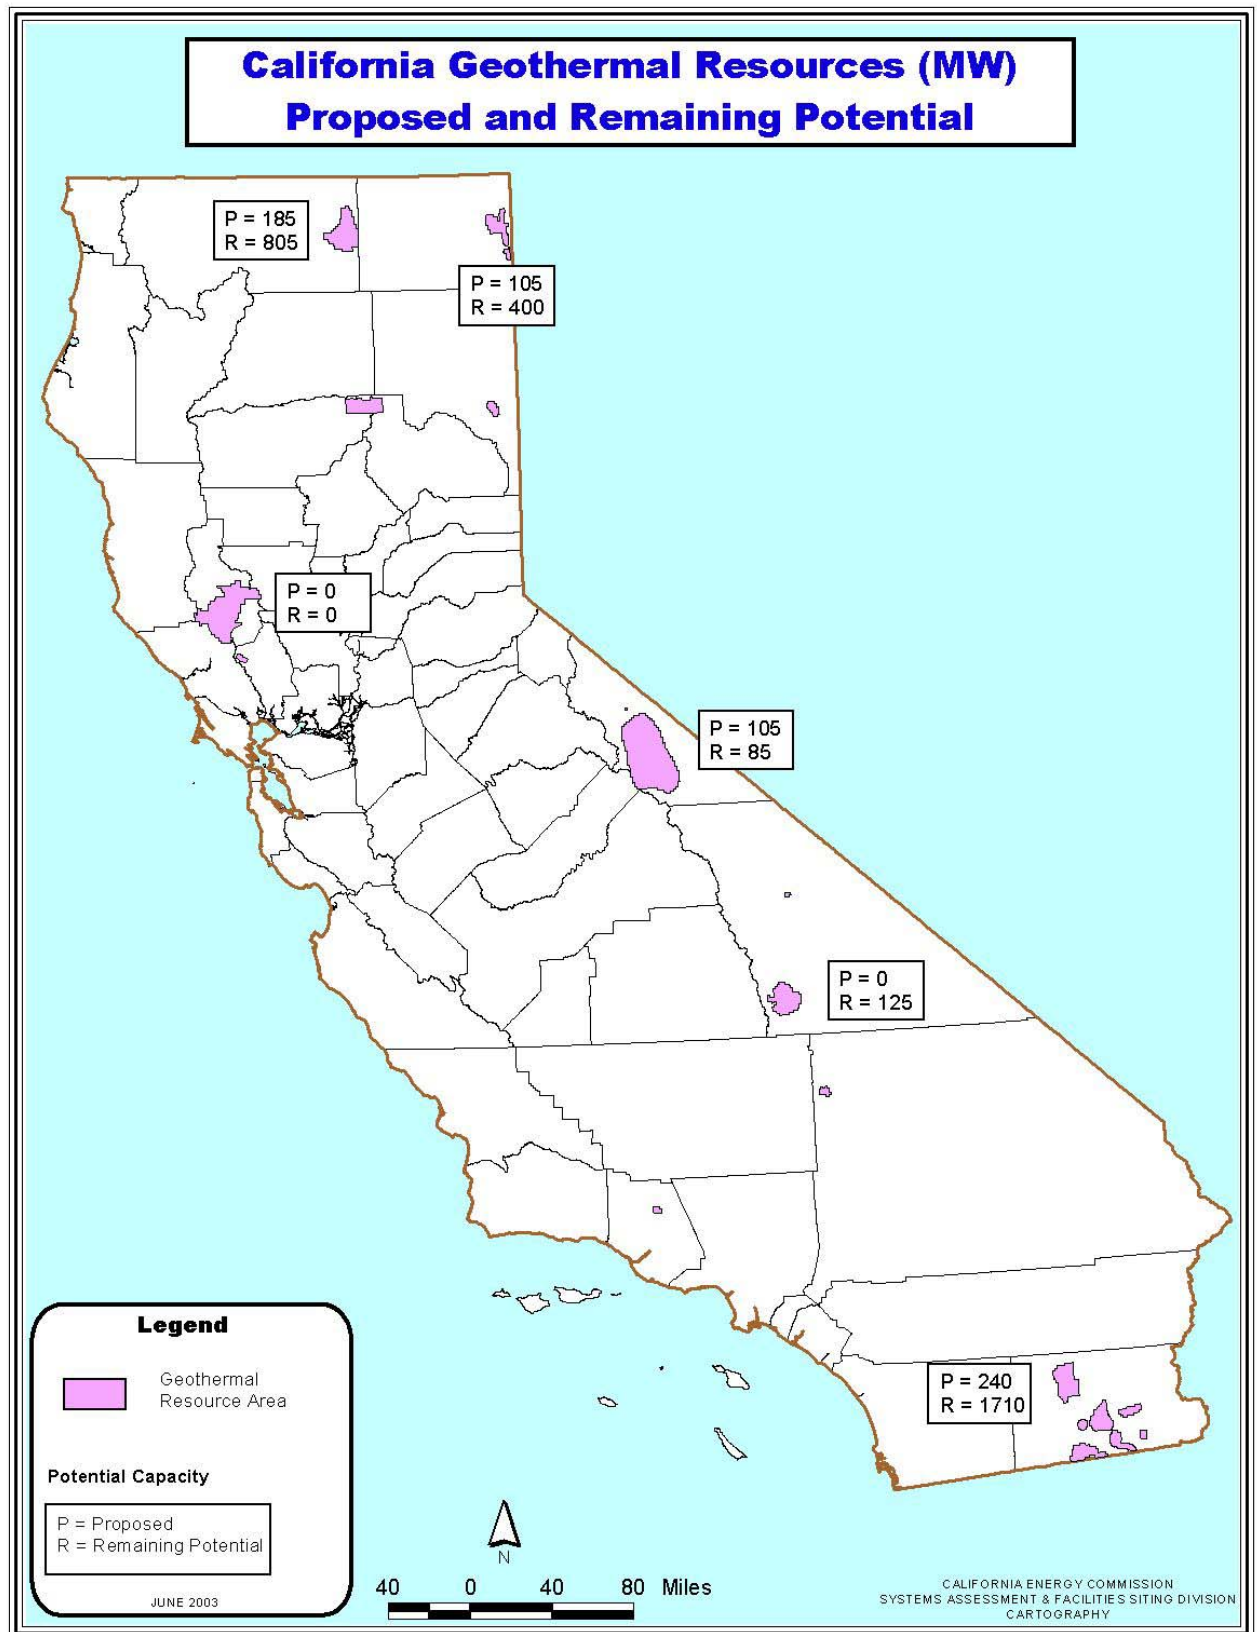 California Geothermal Resources (MW)
Proposed and Remaining Potential
P = 185
R = 805
P = 105
R = 400
P = 0
R = 0
P = 105
R = 85
P = 0
R = 125
P = 240
R = 1710
Legend
Geothermal
Resource Area
Potential Capacity
P = Proposed
R = Remaining Potential
JUNE 2003
N
40 0 40 80 Miles
CALIFORNIA ENERGY COMMISSION
SYSTEMS ASSESSMENT & FACILITIES SITING DIVISION
CARTOGRAPHY